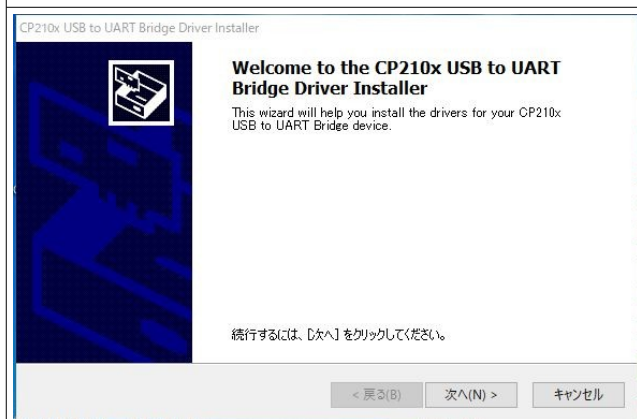 CP210x USB to UART Bridge Driver Installer
Welcome to the CP210x USB to UART
Bridge Driver Installer
This wizard will help you install the drivers for your CP210x
USB to UART Bridge device.
続行するには、[次へ] をクリックしてください。
< 戻る(B)
次へ(N) >
キャンセル